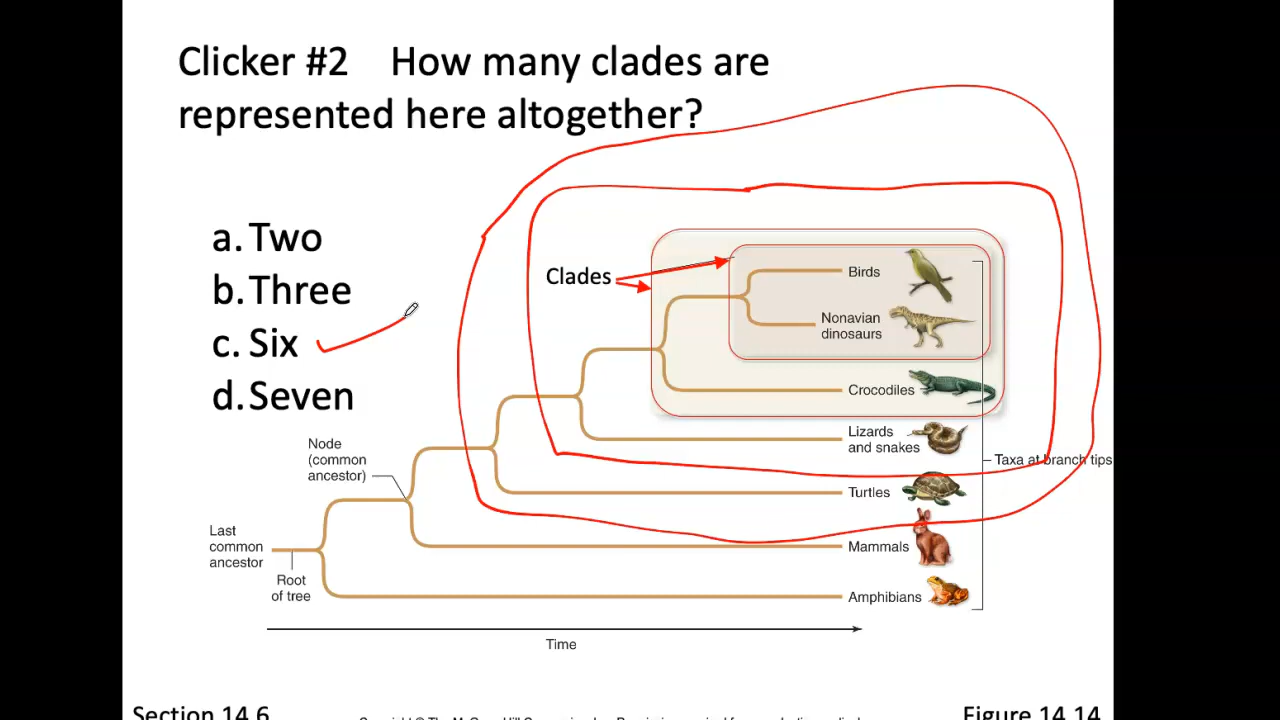 Clicker #2 How many clades are
represented here altogether?
a. Two
b. Three
c. Six
d. Seven
Clades
Birds
Nonavian
dinosaurs
Crocodiles
Lizards
and snakes
Taxa at branch tips
Turtles
Mammals
Amphibians
Node
(common
ancestor)
Last
common
ancestor
Root
of tree
Time
Section 14.6
Figure 14.14